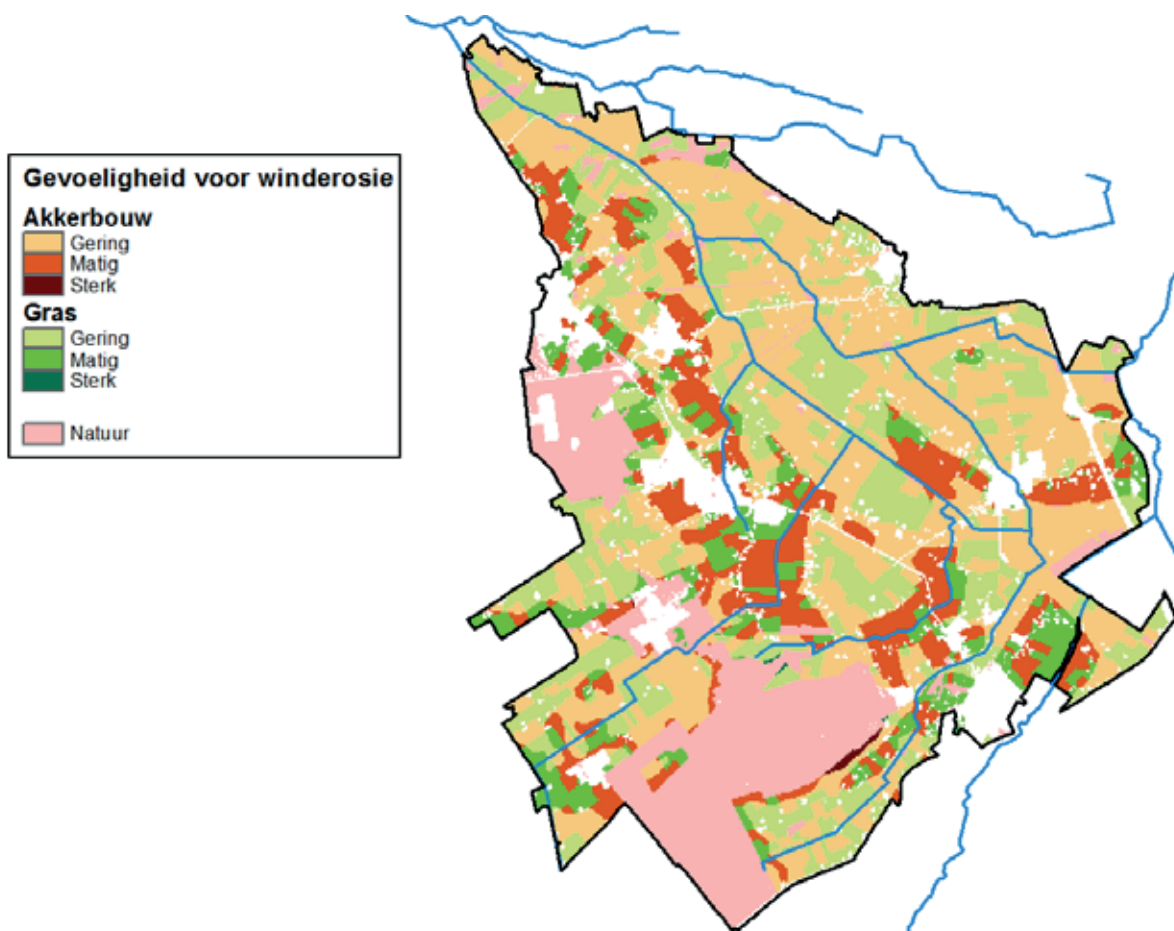 Gevoeligheid voor winderosie
Akkerbouw
Gering
Matig
Sterk
Gras
Gering
Matig
Sterk
Natuur